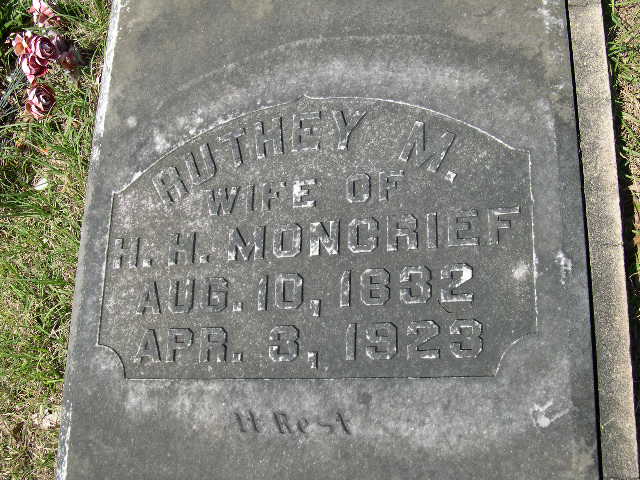 RUTHEY M.
WIFE OF
H. H. MONCRIEF
AUG. 10, 1832
APR. 3, 1923
At Rest